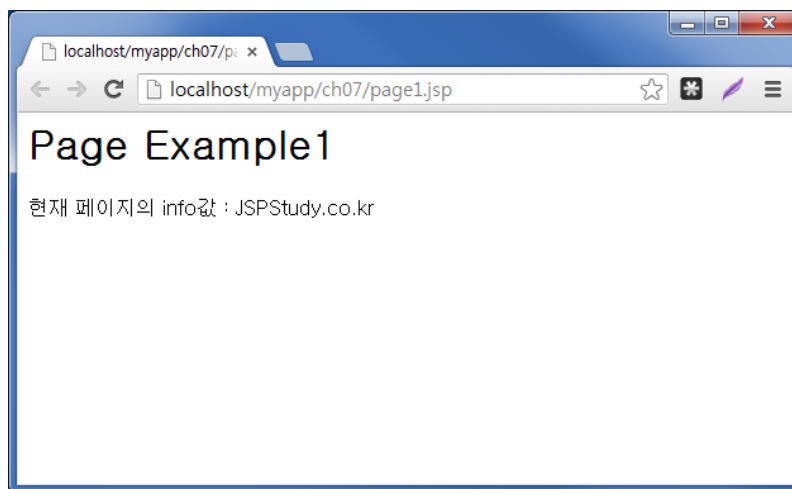 localhost/myapp/ch07/pa
localhost/myapp/ch07/page1.jsp
Page Example1
현재 페이지의 info값 : JSPStudy.co.kr